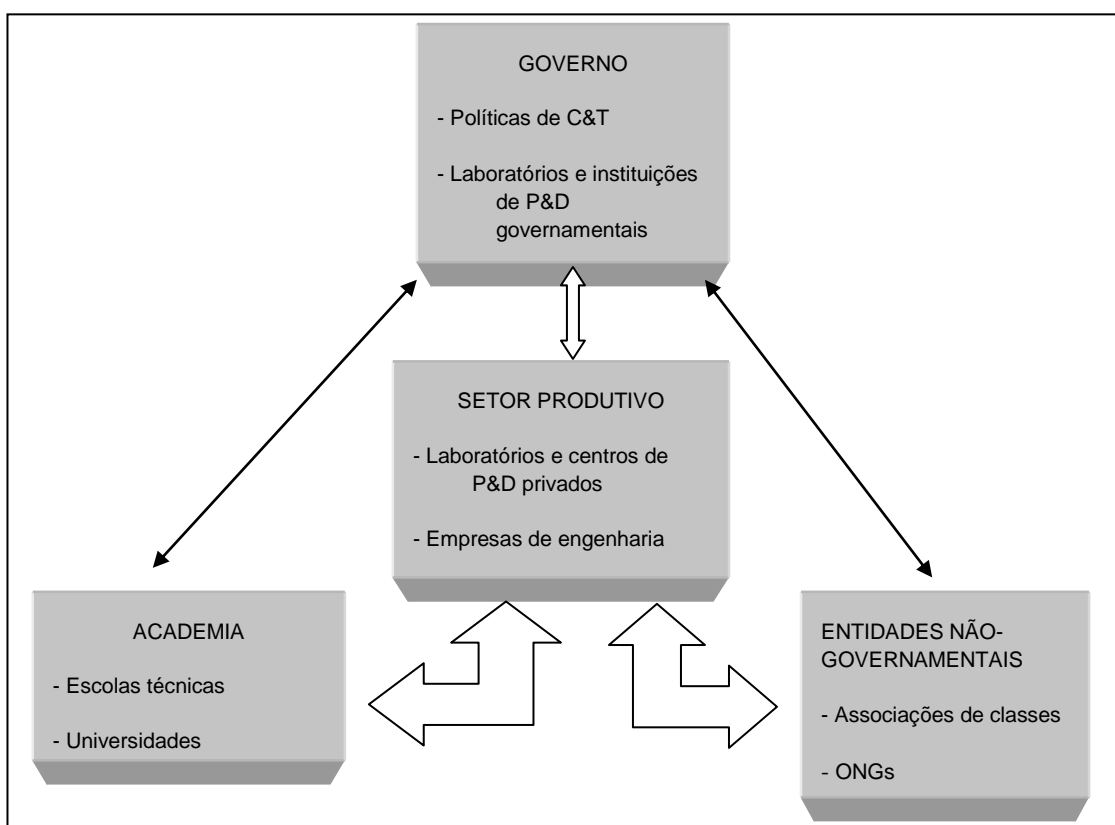 GOVERNO
- Políticas de C&T
- Laboratórios e instituições
de P&D
governamentais
SETOR PRODUTIVO
- Laboratórios e centros de
P&D privados
- Empresas de engenharia
ACADEMIA
- Escolas técnicas
- Universidades
ENTIDADES NÃO-
GOVERNAMENTAIS
- Associações de classes
- ONGs